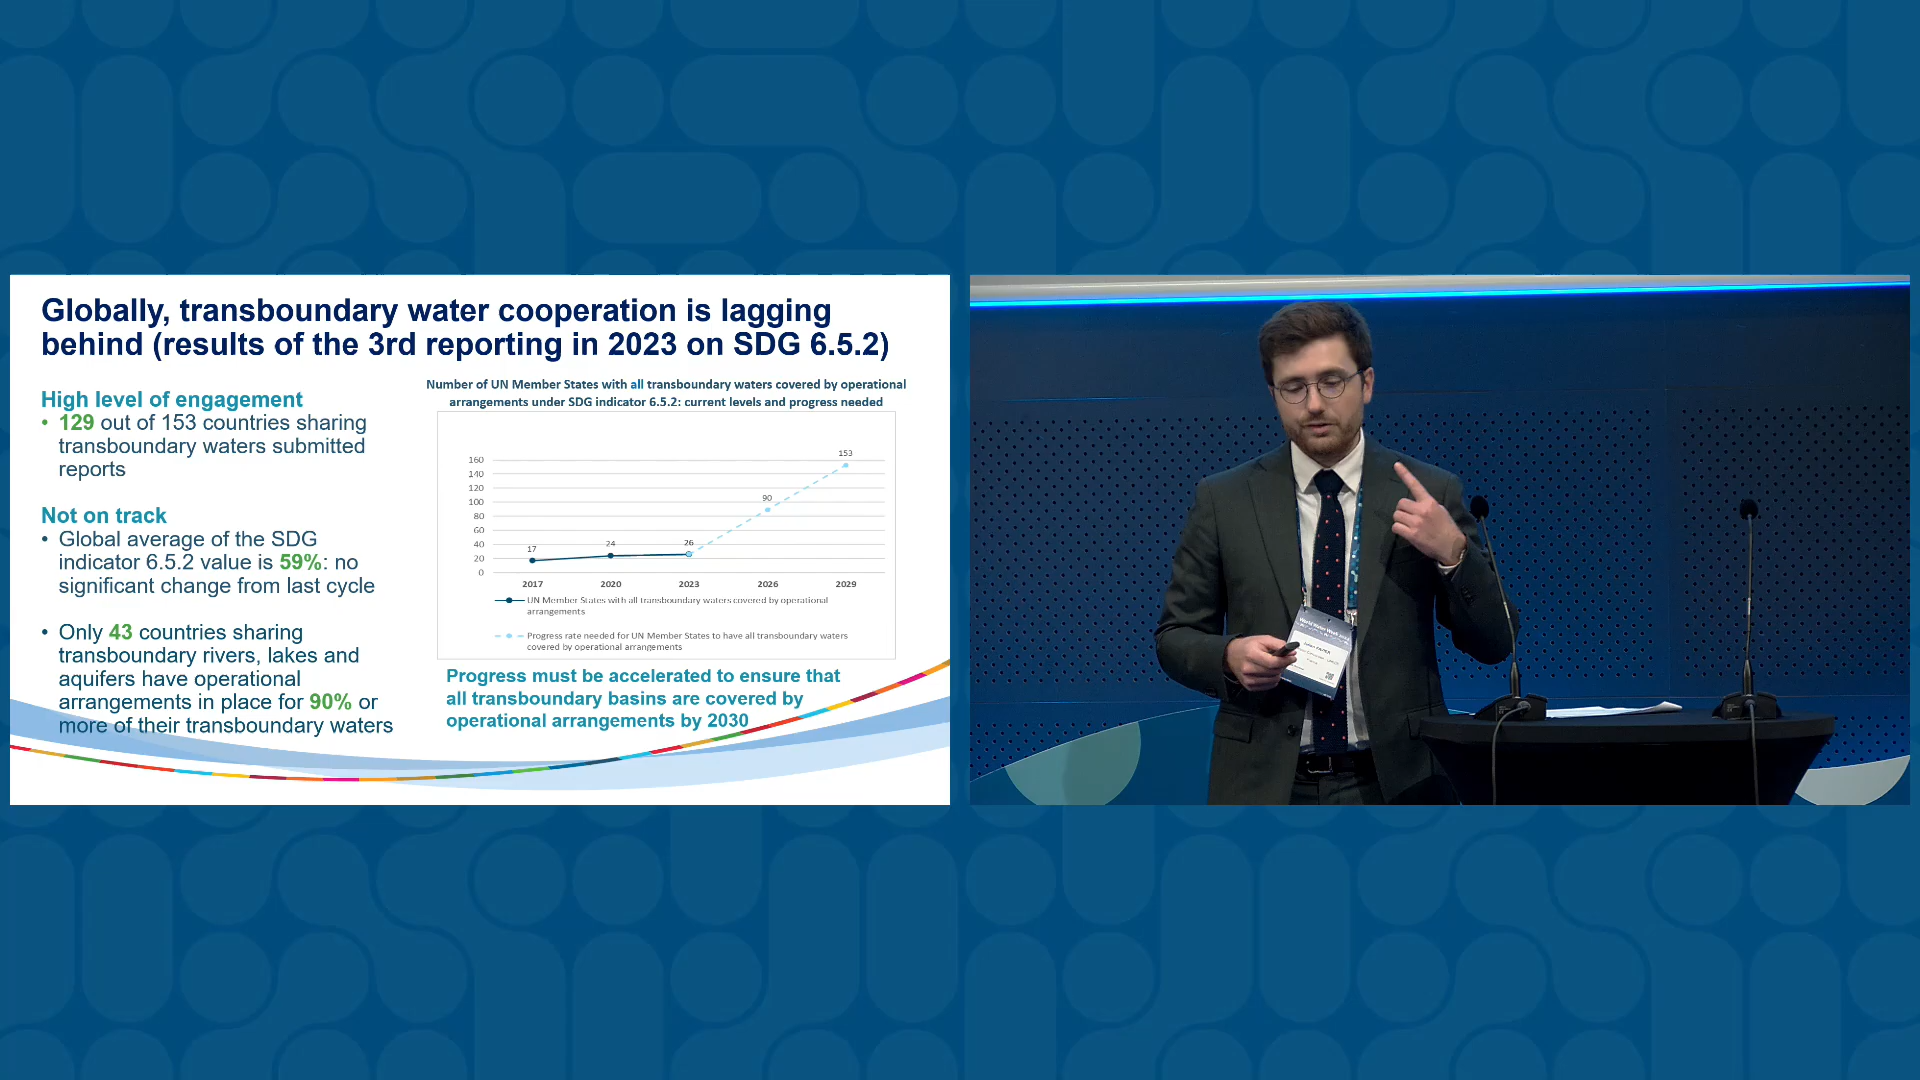 Globally, transboundary water cooperation is lagging
behind (results of the 3rd reporting in 2023 on SDG 6.5.2)
High level of engagement
• 129 out of 153 countries sharing
transboundary waters submitted
reports
Not on track
• Global average of the SDG
indicator 6.5.2 value is 59%: no
significant change from last cycle
• Only 43 countries sharing
transboundary rivers, lakes and
aquifers have operational
arrangements in place for 90% or
more of their transboundary waters
Number of UN Member States with all transboundary waters covered by operational
arrangements under SDG indicator 6.5.2: current levels and progress needed
160
140
120
100
80
60
40
20
0
17
24
26
90
153
2017 2020 2023 2026 2029
UN Member States with all transboundary waters covered by operational
arrangements
Progress rate needed for UN Member States to have all transboundary waters
covered by operational arrangements
Progress must be accelerated to ensure that
all transboundary basins are covered by
operational arrangements by 2030
World Water Week